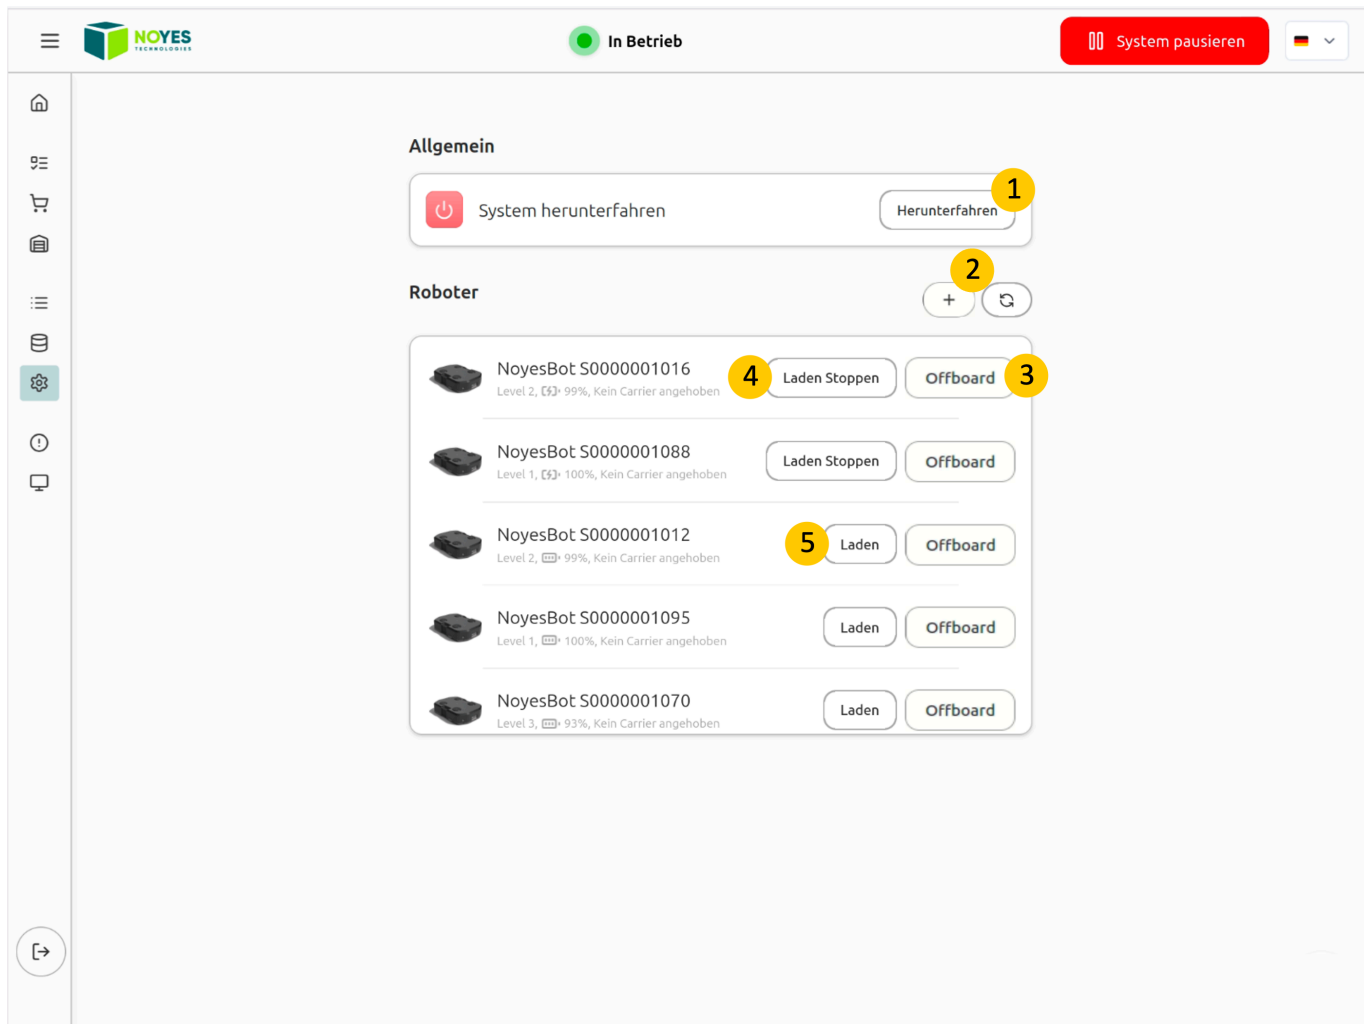 NOYES
TECHNOLOGIES
In Betrieb
System pausieren
Allgemein
1
System herunterfahren
Herunterfahren
2
Roboter
+
NoyesBot S0000001016
Level 2, 99%, Kein Carrier angehoben
4
Laden Stoppen
Offboard
3
NoyesBot S0000001088
Level 1, 100%, Kein Carrier angehoben
Laden Stoppen
Offboard
NoyesBot S0000001012
Level 2, 99%, Kein Carrier angehoben
5
Laden
Offboard
NoyesBot S0000001095
Level 1, 100%, Kein Carrier angehoben
Laden
Offboard
NoyesBot S0000001070
Level 3, 93%, Kein Carrier angehoben
Laden
Offboard